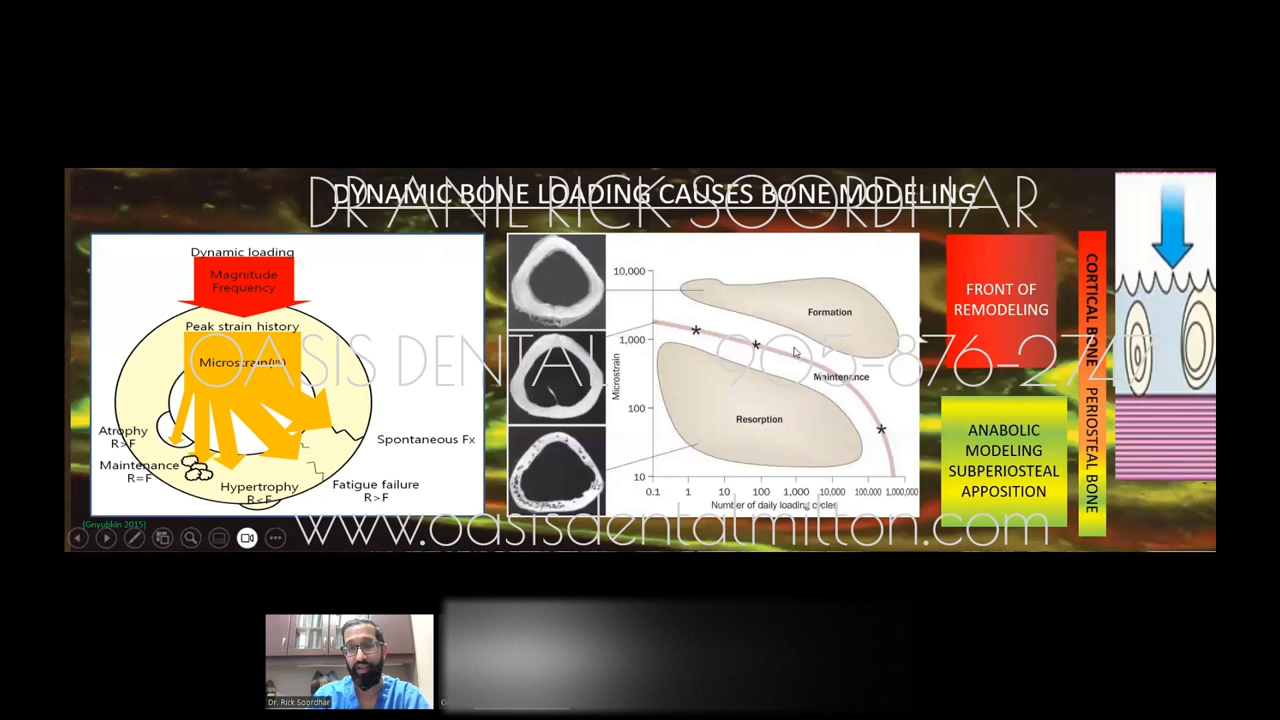 DR ANIL RICK SOORDHAR
DYNAMIC BONE LOADING CAUSES BONE MODELING
Dynamic loading
Magnitude
Frequency
Peak strain history
Microstrain(με)
Atrophy
R>F
Maintenance
R=F
Hypertrophy
R<F
Fatigue failure
R>F
Spontaneous Fx
[Gnyubkin 2015]
10,000
1,000
100
10
Microstrain
Formation
Maintenance
Resorption
*
*
*
0.1
1
10
100
1,000
10,000
100,000
1,000,000
Number of daily loading cycles
FRONT OF
REMODELING
ANABOLIC
MODELING
SUBPERIOSTEAL
APPOSITION
CORTICAL BONE
PERIOSTEAL BONE
OASIS DENTAL
905-876-2747
www.oasisdentalmilton.com
Dr. Rick Soordhar